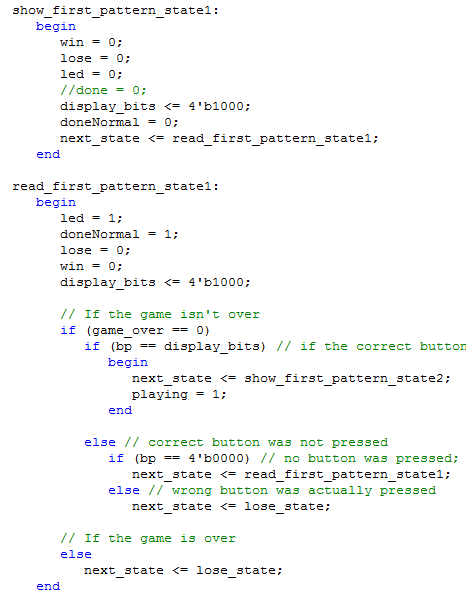 show_first_pattern_state1:
begin
win = 0;
lose = 0;
led = 0;
//done = 0;
display_bits <= 4'b1000;
doneNormal = 0;
next_state <= read_first_pattern_state1;
end
read_first_pattern_state1:
begin
led = 1;
doneNormal = 1;
lose = 0;
win = 0;
display_bits <= 4'b1000;
// If the game isn't over
if (game_over == 0)
if (bp == display_bits) // if the correct button
begin
next_state <= show_first_pattern_state2;
playing = 1;
end
else // correct button was not pressed
if (bp == 4'b0000) // no button was pressed;
next_state <= read_first_pattern_state1;
else // wrong button was actually pressed
next_state <= lose_state;
// If the game is over
else
next_state <= lose_state;
end